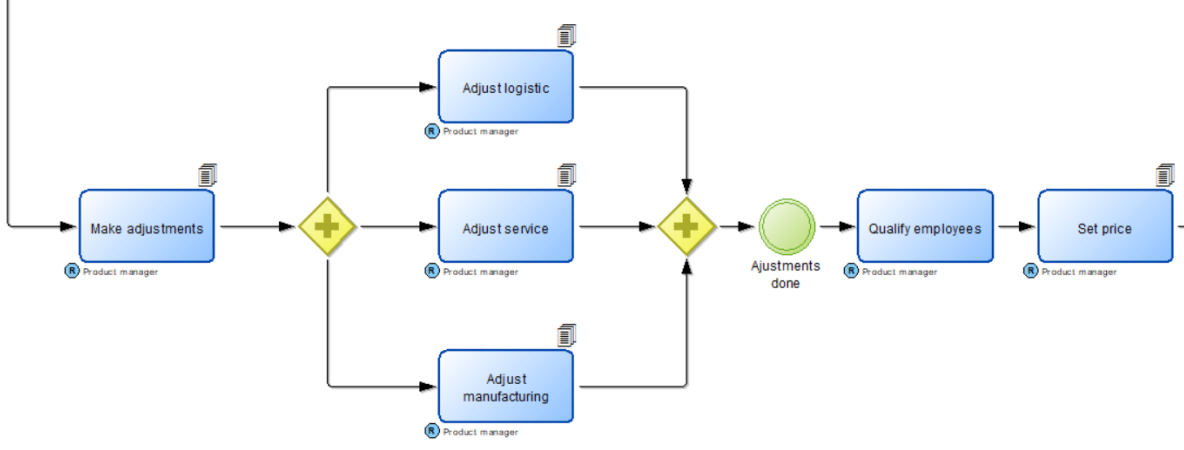 Adjust logistic
R Product manager
Make adjustments
R Product manager
Adjust service
R Product manager
Ajustments
done
Qualify employees
R Product manager
Set price
R Product manager
Adjust
manufacturing
R Product manager